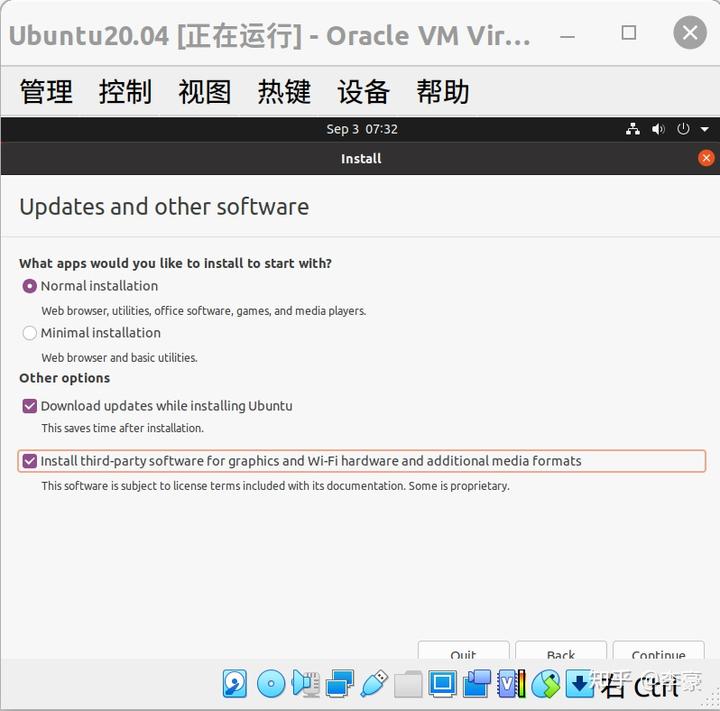 Ubuntu20.04 [正在运行] - Oracle VM Vir...
管理 控制 视图 热键 设备 帮助
Sep 3 07:32
Install
Updates and other software
What apps would you like to install to start with?
Normal installation
Web browser, utilities, office software, games, and media players.
Minimal installation
Web browser and basic utilities.
Other options
Download updates while installing Ubuntu
This saves time after installation.
Install third-party software for graphics and Wi-Fi hardware and additional media formats
This software is subject to license terms included with its documentation. Some is proprietary.
Quit Back Continue
右 Ctrl
知乎